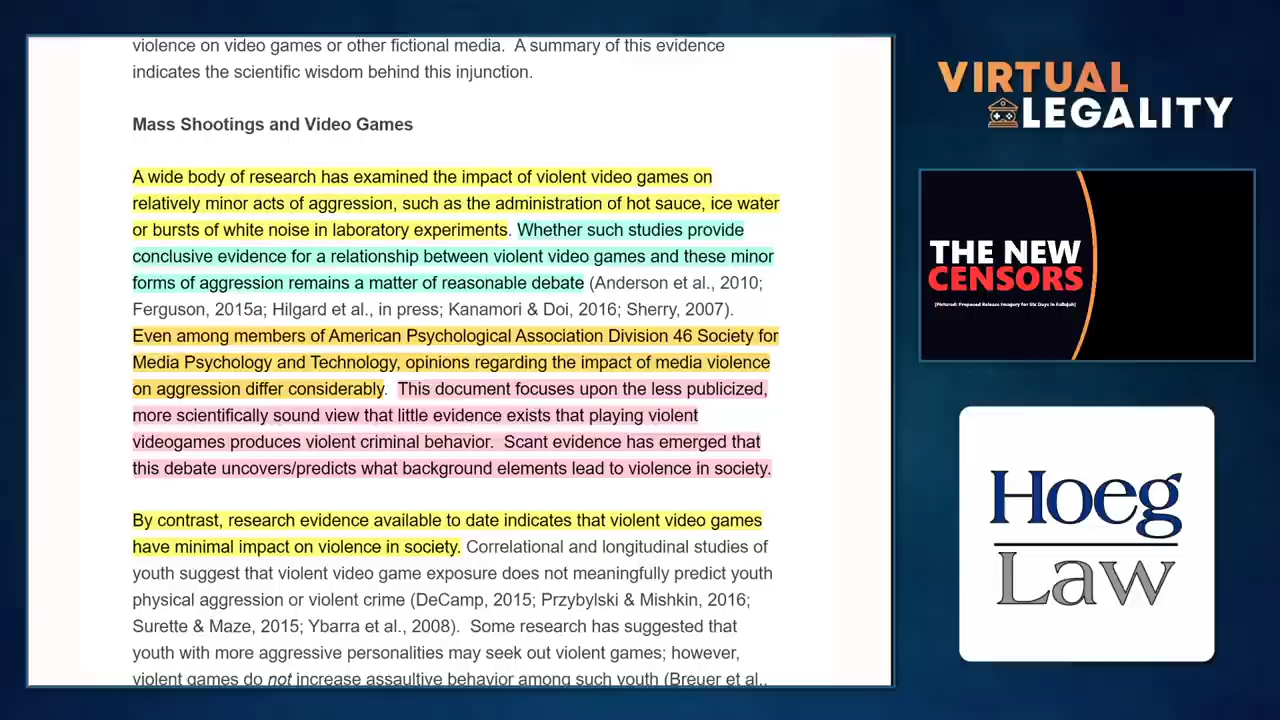 violence on video games or other fictional media.  A summary of this evidence
indicates the scientific wisdom behind this injunction.
Mass Shootings and Video Games
A wide body of research has examined the impact of violent video games on
relatively minor acts of aggression, such as the administration of hot sauce, ice water
or bursts of white noise in laboratory experiments. Whether such studies provide
conclusive evidence for a relationship between violent video games and these minor
forms of aggression remains a matter of reasonable debate (Anderson et al., 2010;
Ferguson, 2015a; Hilgard et al., in press; Kanamori & Doi, 2016; Sherry, 2007).
Even among members of American Psychological Association Division 46 Society for
Media Psychology and Technology, opinions regarding the impact of media violence
on aggression differ considerably.  This document focuses upon the less publicized,
more scientifically sound view that little evidence exists that playing violent
videogames produces violent criminal behavior.  Scant evidence has emerged that
this debate uncovers/predicts what background elements lead to violence in society.
By contrast, research evidence available to date indicates that violent video games
have minimal impact on violence in society. Correlational and longitudinal studies of
youth suggest that violent video game exposure does not meaningfully predict youth
physical aggression or violent crime (DeCamp, 2015; Przybylski & Mishkin, 2016;
Surette & Maze, 2015; Ybarra et al., 2008).  Some research has suggested that
youth with more aggressive personalities may seek out violent games; however,
violent games do not increase assaultive behavior among such youth (Breuer et al.,
VIRTUAL
LEGALITY
THE NEW
CENSORS
(Pictured: Proposed Release Imagery for Six Days in Fallujah)
Hoeg
Law